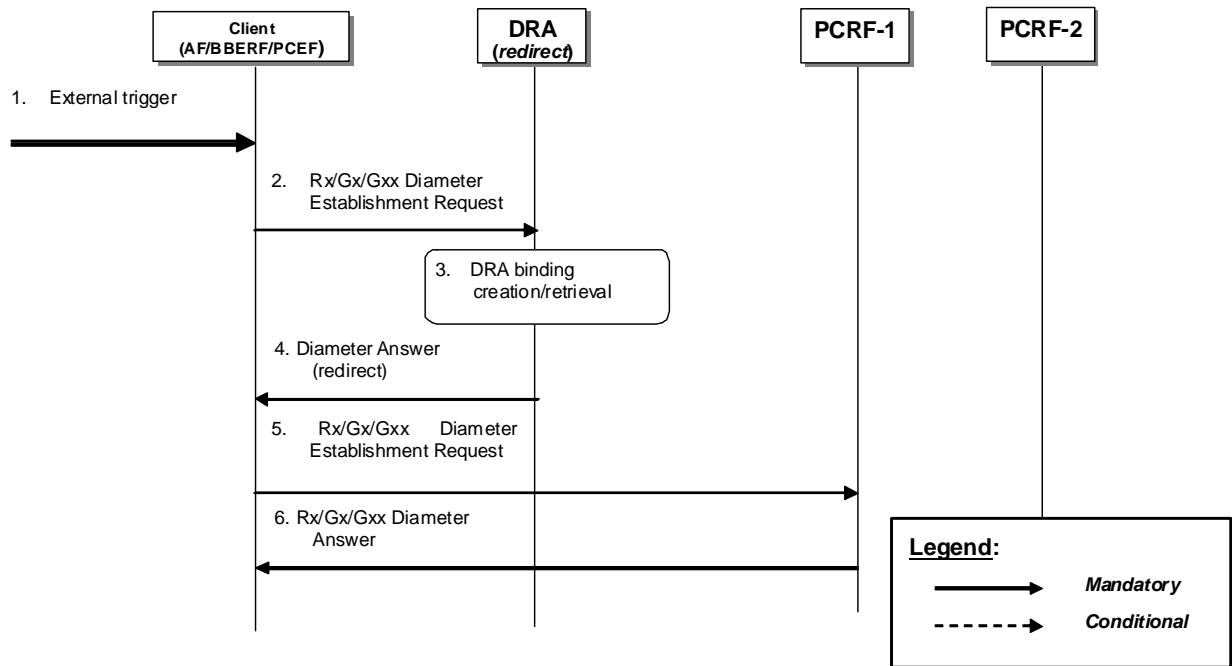 Client
(AF/BBERF/PCEF)
DRA
(redirect)
PCRF-1
PCRF-2
1. External trigger
2. Rx/Gx/Gxx Diameter
Establishment Request
3. DRA binding
creation/retrieval
4. Diameter Answer
(redirect)
5. Rx/Gx/Gxx Diameter
Establishment Request
6. Rx/Gx/Gxx Diameter
Answer
Legend:
Mandatory
Conditional